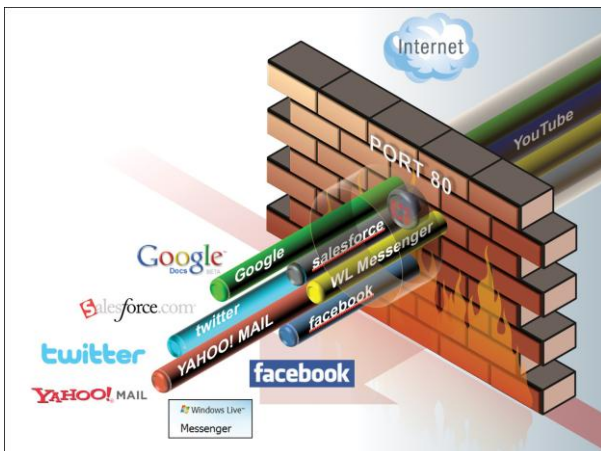 Internet
YouTube
PORT 80
Google
salesforce
WL Messenger
twitter
facebook
YAHOO! MAIL
Google
Docs BETA
salesforce.com
twitter
YAHOO! MAIL
facebook
Windows Live
Messenger